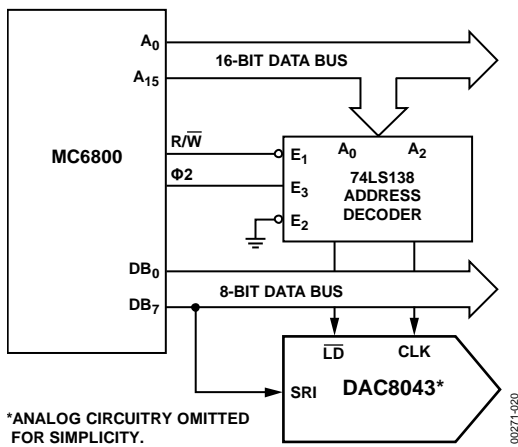 A0
16-BIT DATA BUS
A15
MC6800
R/W̅
E1
A0
A2
Φ2
E3
74LS138
ADDRESS
DECODER
E2
DB0
8-BIT DATA BUS
DB7
L̅D̅
CLK
SRI
DAC8043*
*ANALOG CIRCUITRY OMITTED
FOR SIMPLICITY.
00271-020